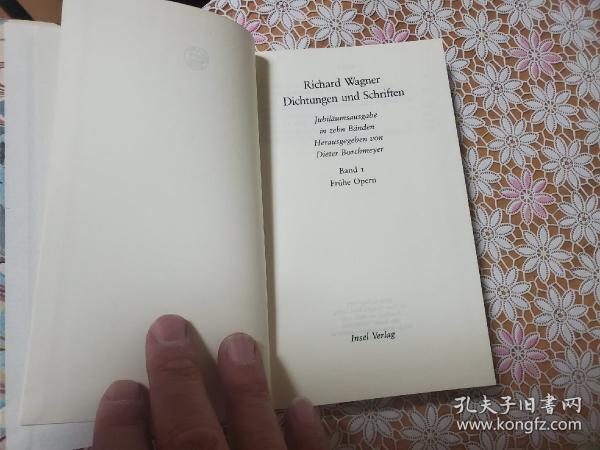 Richard Wagner
Dichtungen und Schriften
Jubiläumsausgabe
in zehn Bänden
Herausgegeben von
Dieter Borchmeyer
Band 1
Frühe Opern
Insel Verlag
孔夫子旧書网
www.kongfz.com